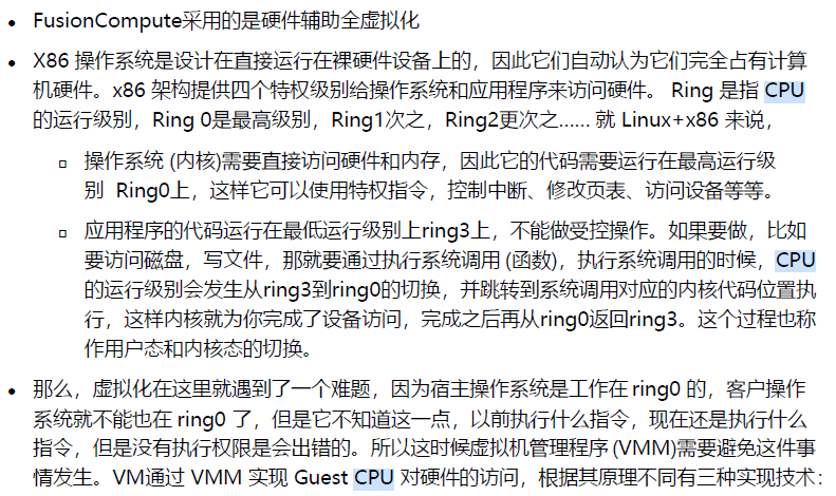 • FusionCompute采用的是硬件辅助全虚拟化
• X86 操作系统是设计在直接运行在裸硬件设备上的，因此它们自动认为它们完全占有计算
机硬件。x86 架构提供四个特权级别给操作系统和应用程序来访问硬件。 Ring 是指 CPU
的运行级别，Ring 0是最高级别，Ring1次之，Ring2更次之…… 就 Linux+x86 来说，
▫ 操作系统 (内核)需要直接访问硬件和内存，因此它的代码需要运行在最高运行级
别 Ring0上，这样它可以使用特权指令，控制中断、修改页表、访问设备等等。
▫ 应用程序的代码运行在最低运行级别上ring3上，不能做受控操作。如果要做，比如
要访问磁盘，写文件，那就要通过执行系统调用 (函数)，执行系统调用的时候，CPU
的运行级别会发生从ring3到ring0的切换，并跳转到系统调用对应的内核代码位置执
行，这样内核就为你完成了设备访问，完成之后再从ring0返回ring3。这个过程也称
作用户态和内核态的切换。
• 那么，虚拟化在这里就遇到了一个难题，因为宿主操作系统是工作在 ring0 的，客户操作
系统就不能也在 ring0 了，但是它不知道这一点，以前执行什么指令，现在还是执行什么
指令，但是没有执行权限是会出错的。所以这时候虚拟机管理程序 (VMM)需要避免这件事
情发生。VM通过 VMM 实现 Guest CPU 对硬件的访问，根据其原理不同有三种实现技术：